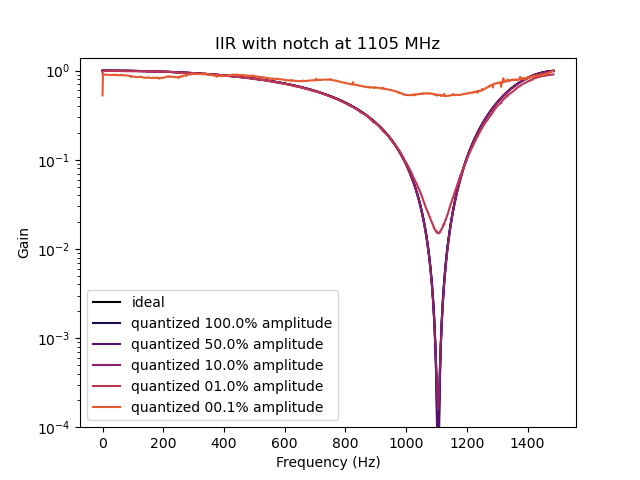 IIR with notch at 1105 MHz
10^0
10^-1
10^-2
10^-3
10^-4
Gain
ideal
quantized 100.0% amplitude
quantized 50.0% amplitude
quantized 10.0% amplitude
quantized 01.0% amplitude
quantized 00.1% amplitude
0 200 400 600 800 1000 1200 1400
Frequency (Hz)